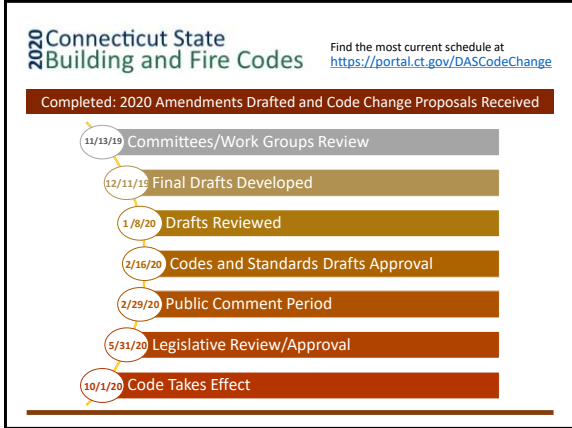 2020
Connecticut State
Building and Fire Codes
Find the most current schedule at
https://portal.ct.gov/DASCodeChange
Completed: 2020 Amendments Drafted and Code Change Proposals Received
11/13/19 Committees/Work Groups Review
12/11/19 Final Drafts Developed
1 /8/20 Drafts Reviewed
2/16/20 Codes and Standards Drafts Approval
2/29/20 Public Comment Period
5/31/20 Legislative Review/Approval
10/1/20 Code Takes Effect